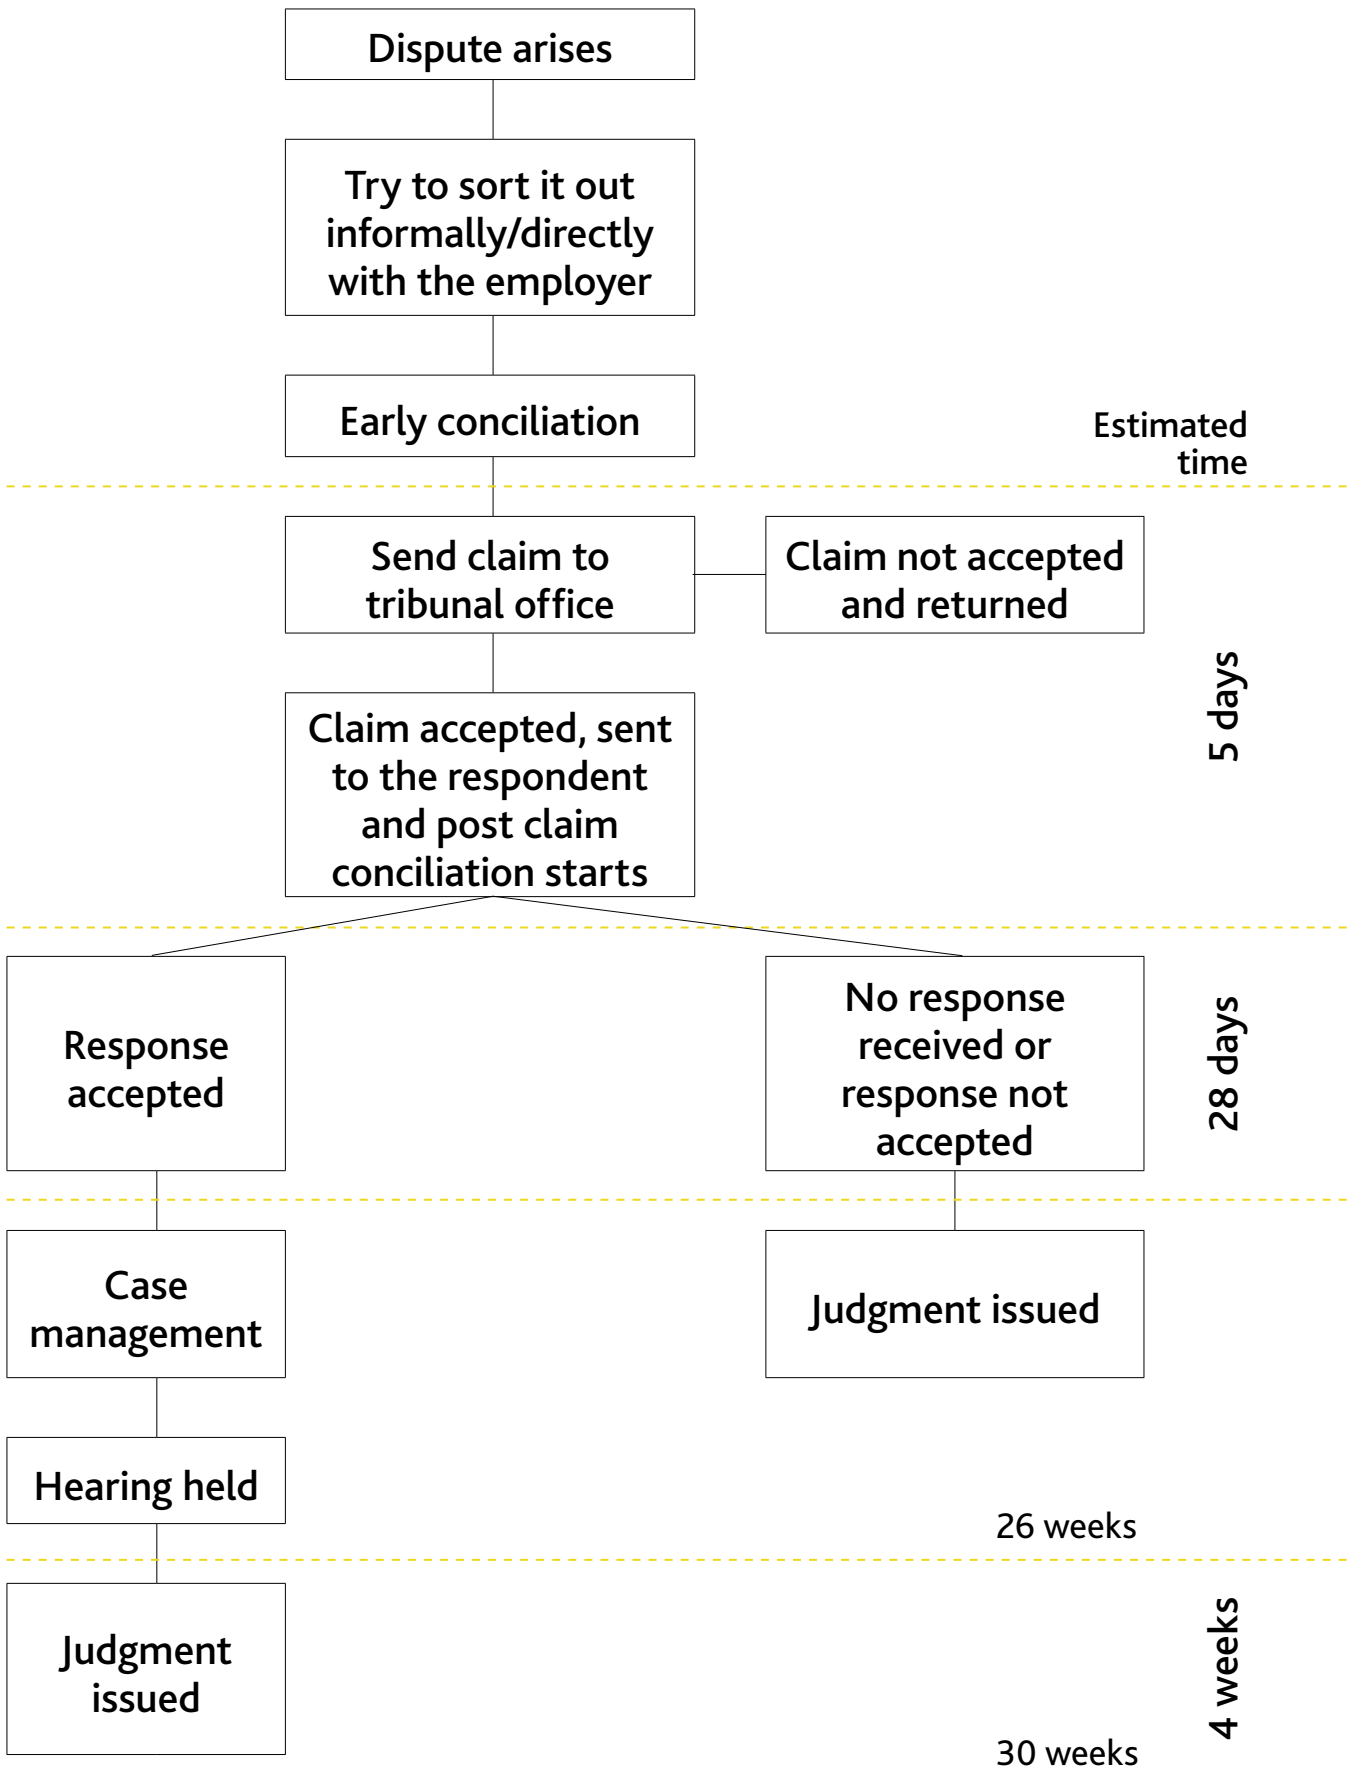 Dispute arises
Try to sort it out
informally/directly
with the employer
Early conciliation
Estimated
time
Send claim to
tribunal office
Claim not accepted
and returned
5 days
Claim accepted, sent
to the respondent
and post claim
conciliation starts
Response
accepted
No response
received or
response not
accepted
28 days
Case
management
Judgment issued
Hearing held
26 weeks
Judgment
issued
4 weeks
30 weeks